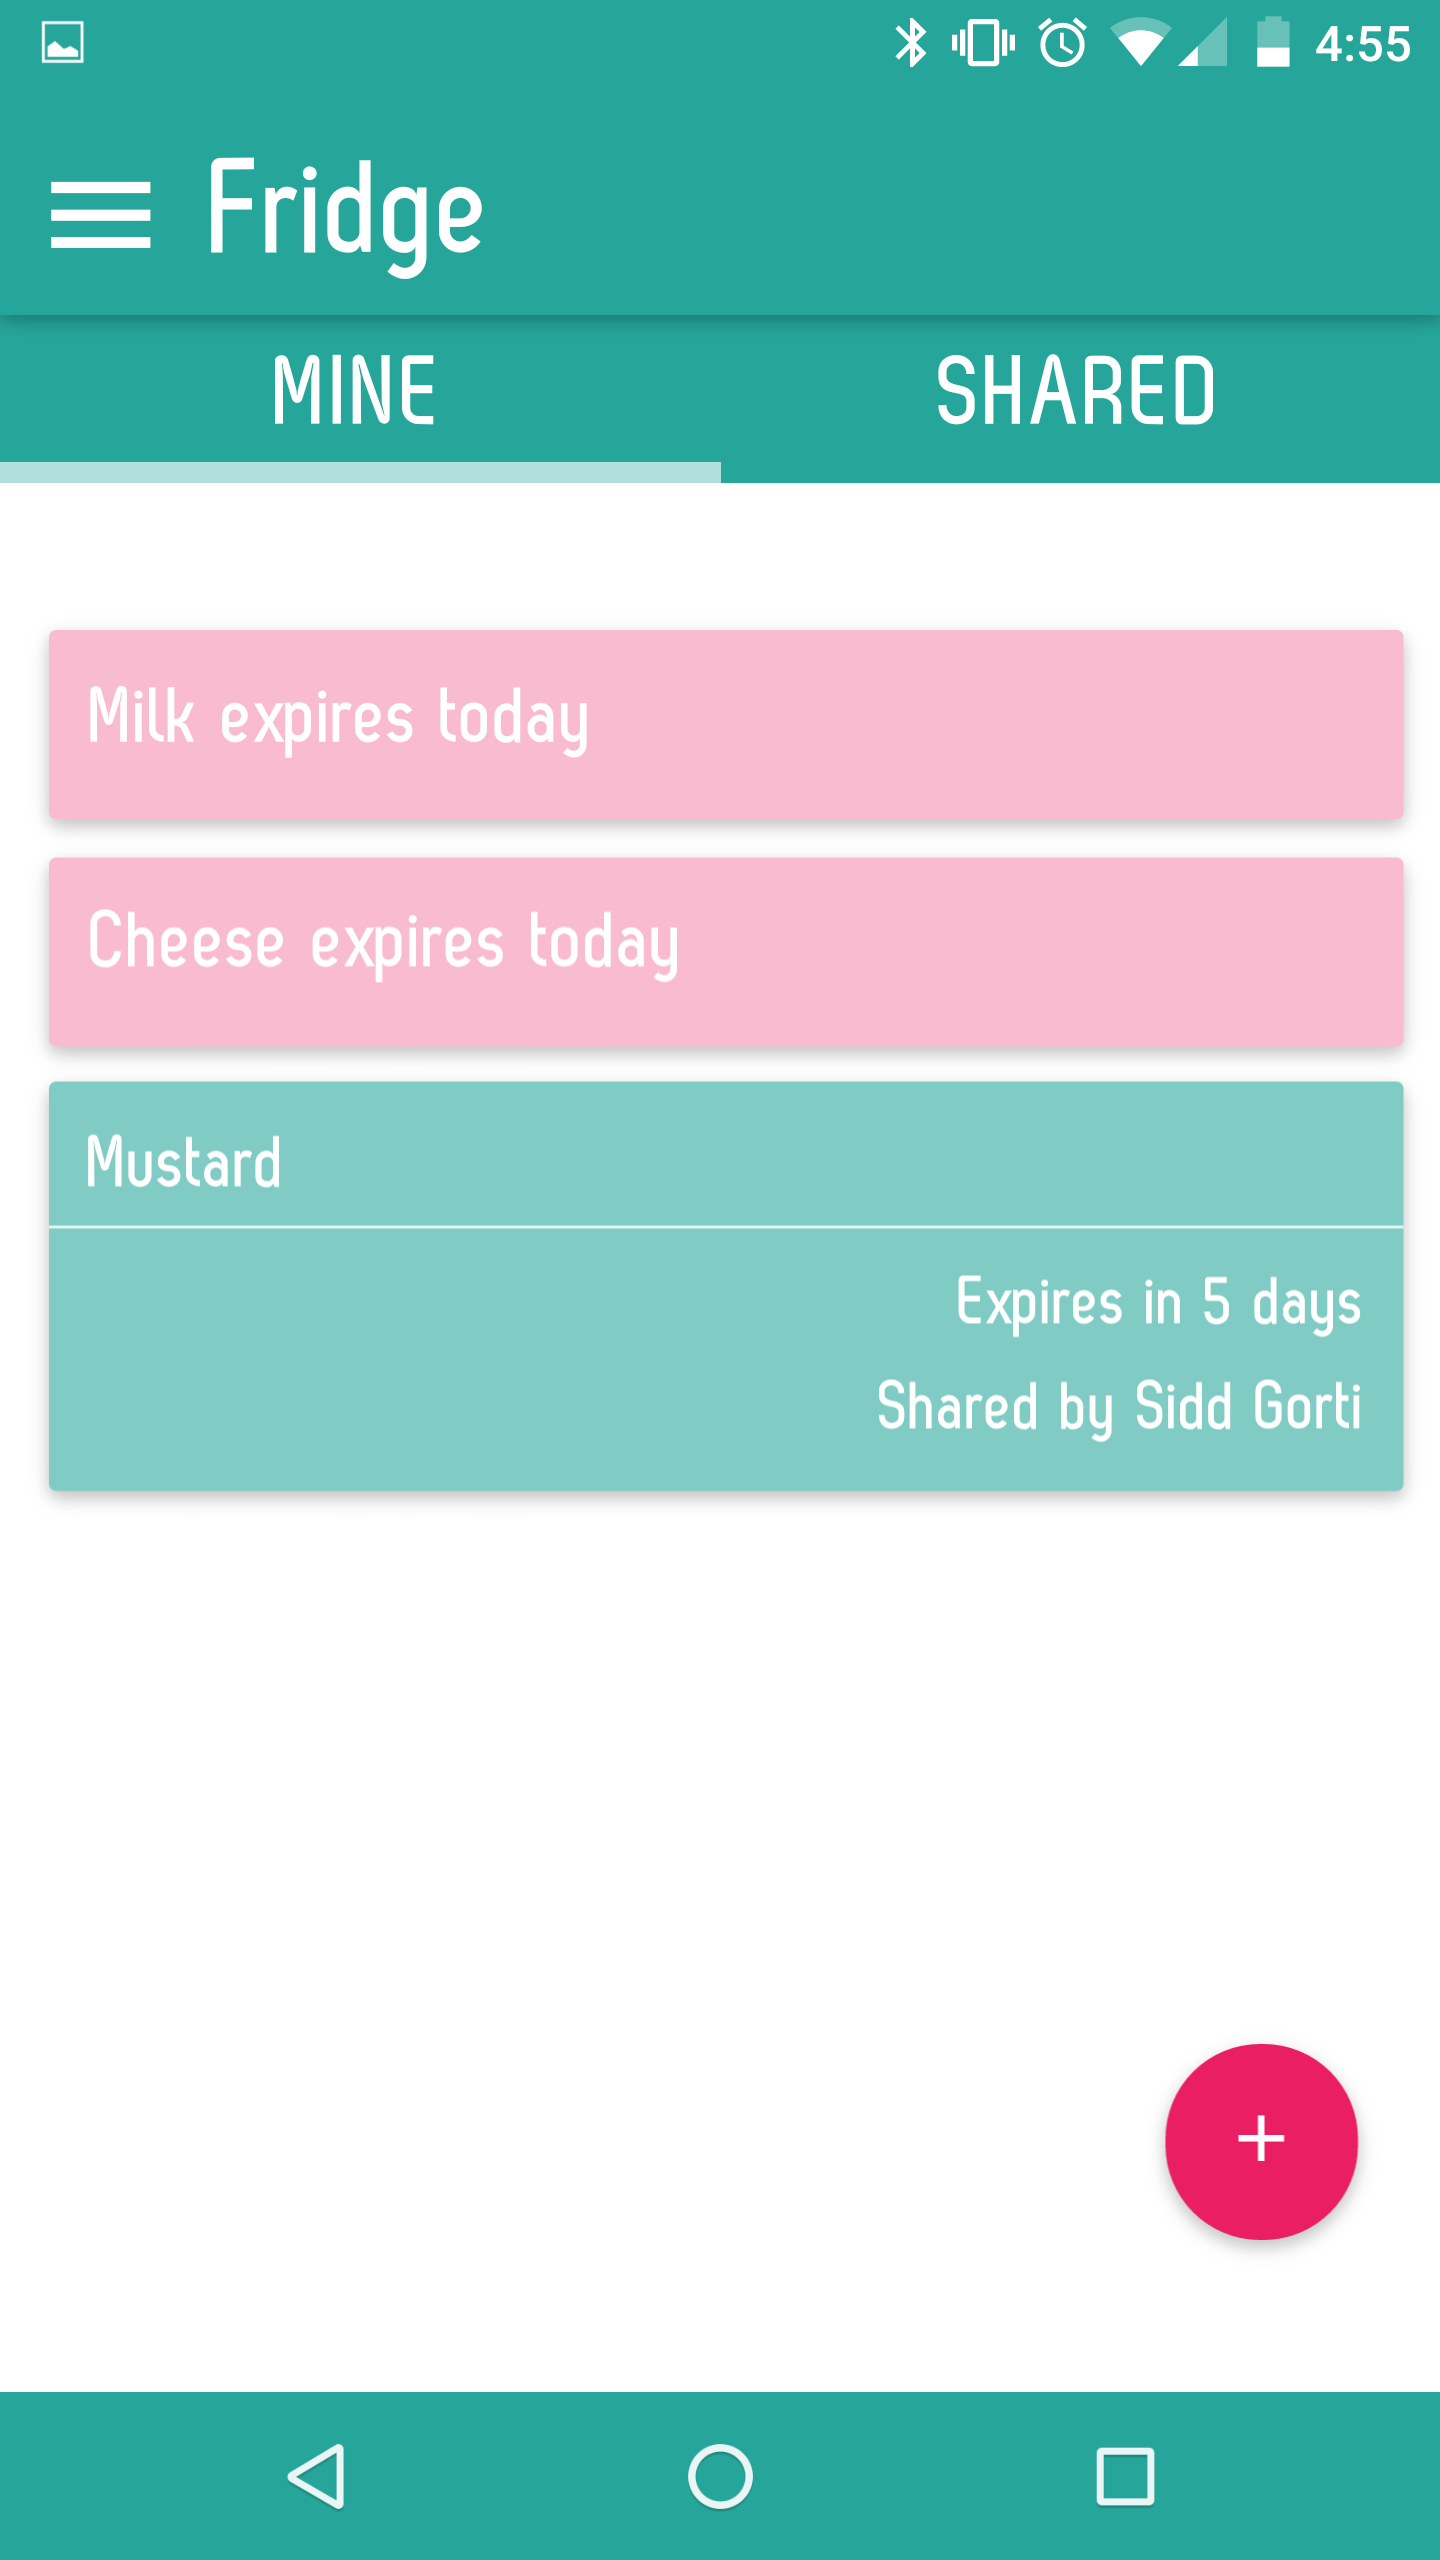 4:55
Fridge
MINE
SHARED
Milk expires today
Cheese expires today
Mustard
Expires in 5 days
Shared by Sidd Gorti
+